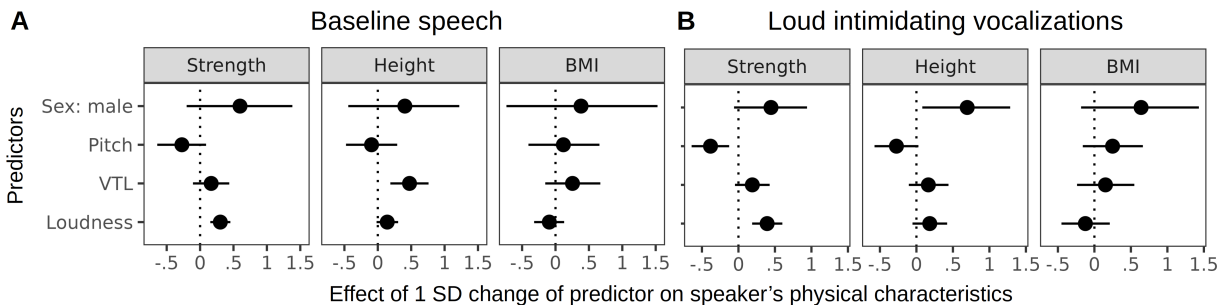 A Baseline speech B Loud intimidating vocalizations
Strength Height BMI Strength Height BMI
Predictors
Sex: male
Pitch
VTL
Loudness
-.5 0 .5 1 1.5 -.5 0 .5 1 1.5 -.5 0 .5 1 1.5 -.5 0 .5 1 1.5 -.5 0 .5 1 1.5 -.5 0 .5 1 1.5
Effect of 1 SD change of predictor on speaker’s physical characteristics